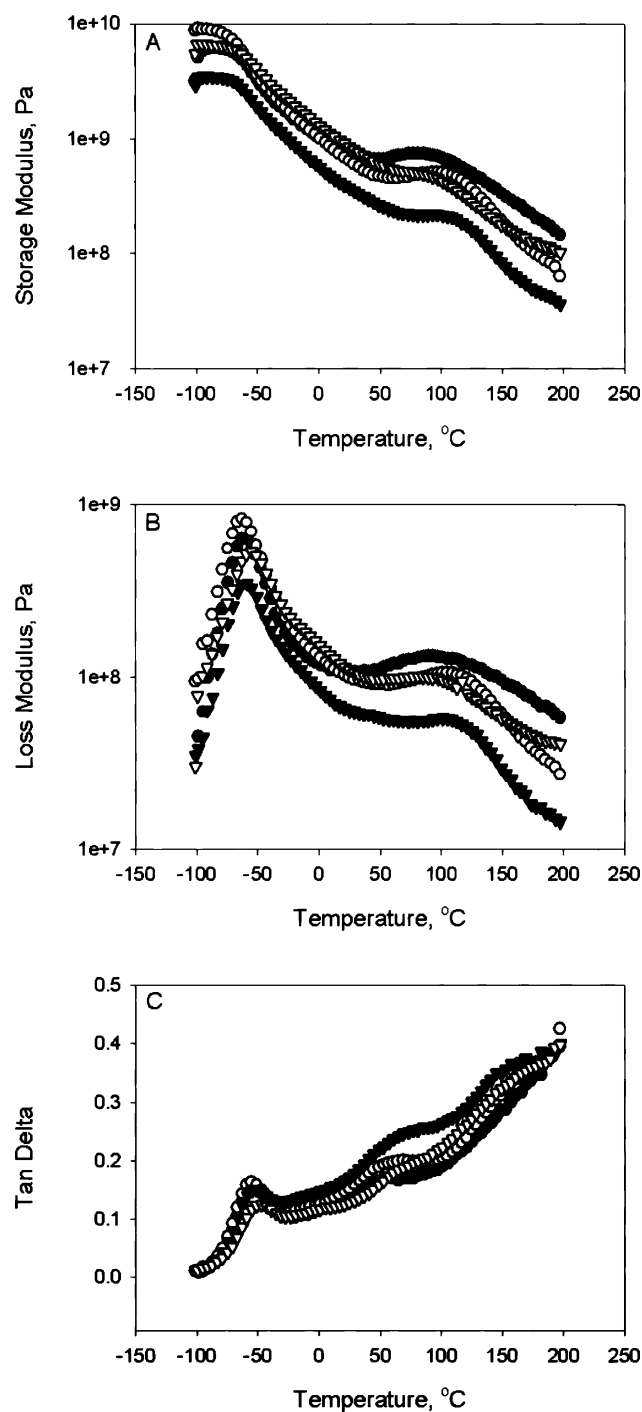 A
1e+10
1e+9
1e+8
1e+7
Storage Modulus, Pa
-150 -100 -50 0 50 100 150 200 250
Temperature, °C
B
1e+9
1e+8
1e+7
Loss Modulus, Pa
-150 -100 -50 0 50 100 150 200 250
Temperature, °C
C
0.5
0.4
0.3
0.2
0.1
0.0
Tan Delta
-150 -100 -50 0 50 100 150 200 250
Temperature, °C